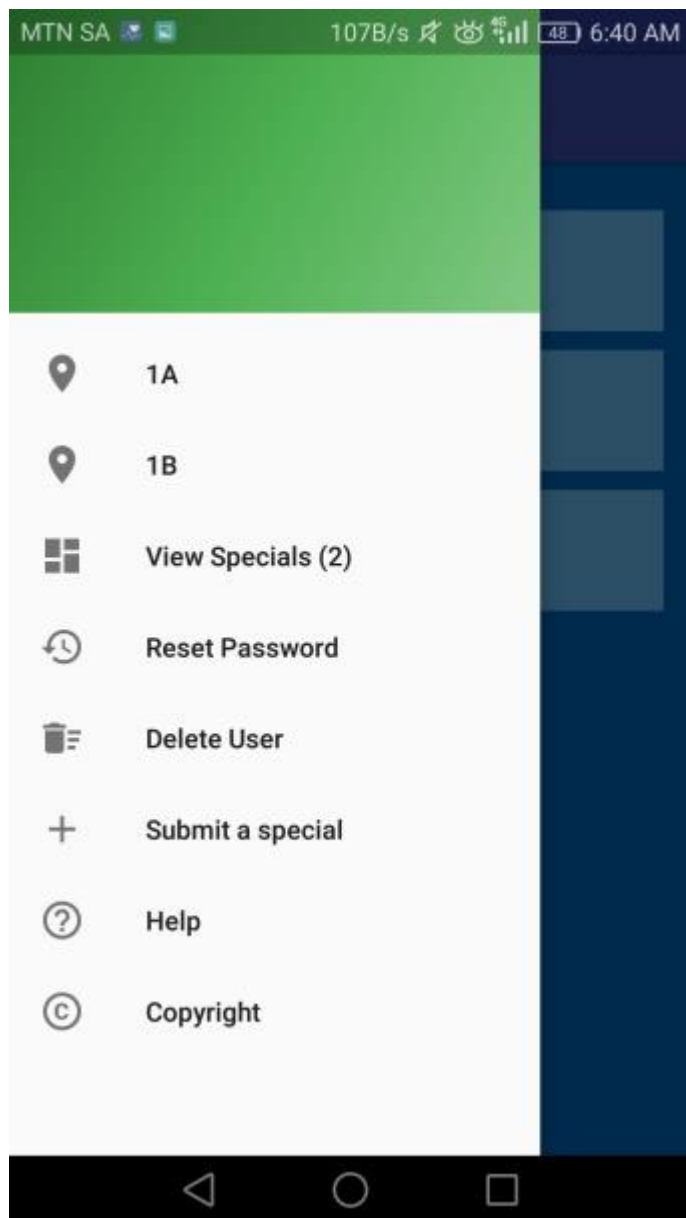 MTN SA 107B/s 4G 48 6:40 AM
1A
1B
View Specials (2)
Reset Password
Delete User
Submit a special
Help
Copyright